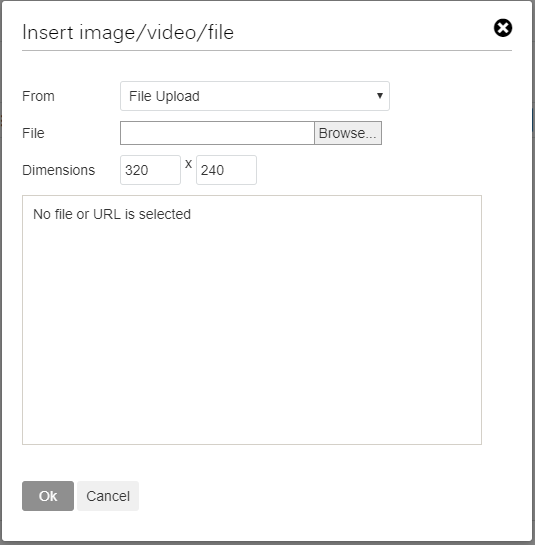 Insert image/video/file
From File Upload
File Browse...
Dimensions 320 x 240
No file or URL is selected
Ok Cancel